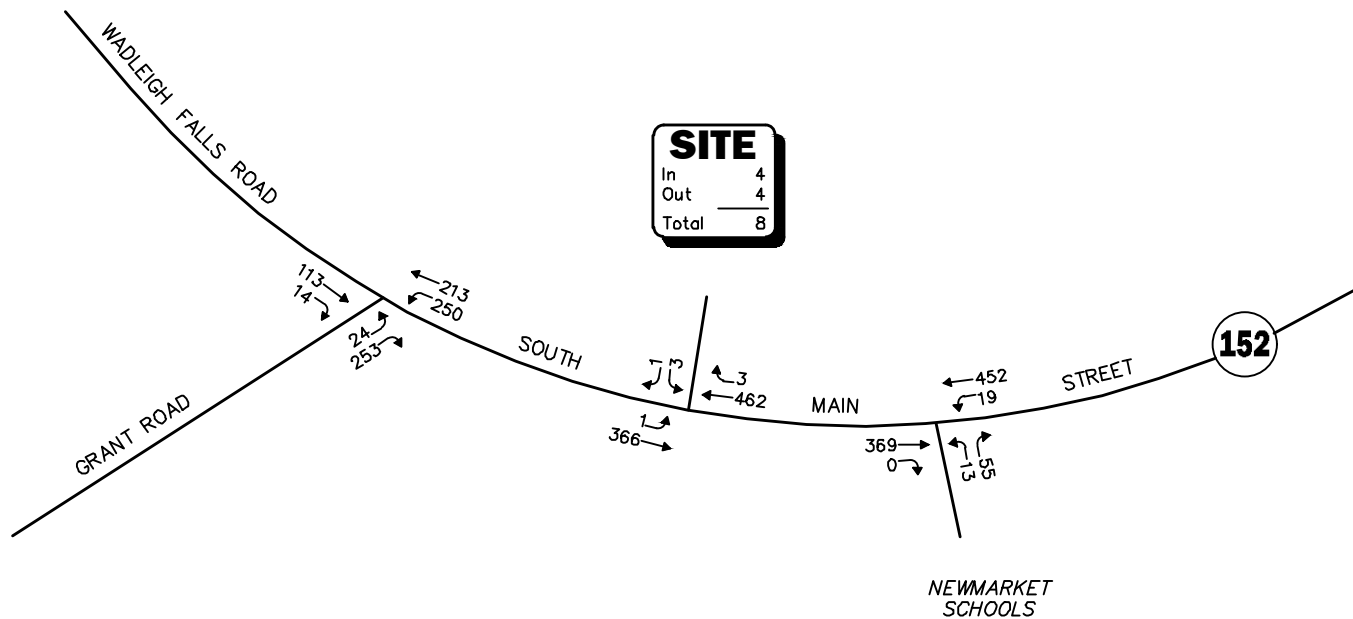 WADLEIGH FALLS ROAD
SITE
In 4
Out 4
Total 8
113
14
213
250
24
253
GRANT ROAD
SOUTH
1
3
3
462
1
366
MAIN
452
19
369
0
13
55
STREET
152
NEWMARKET
SCHOOLS